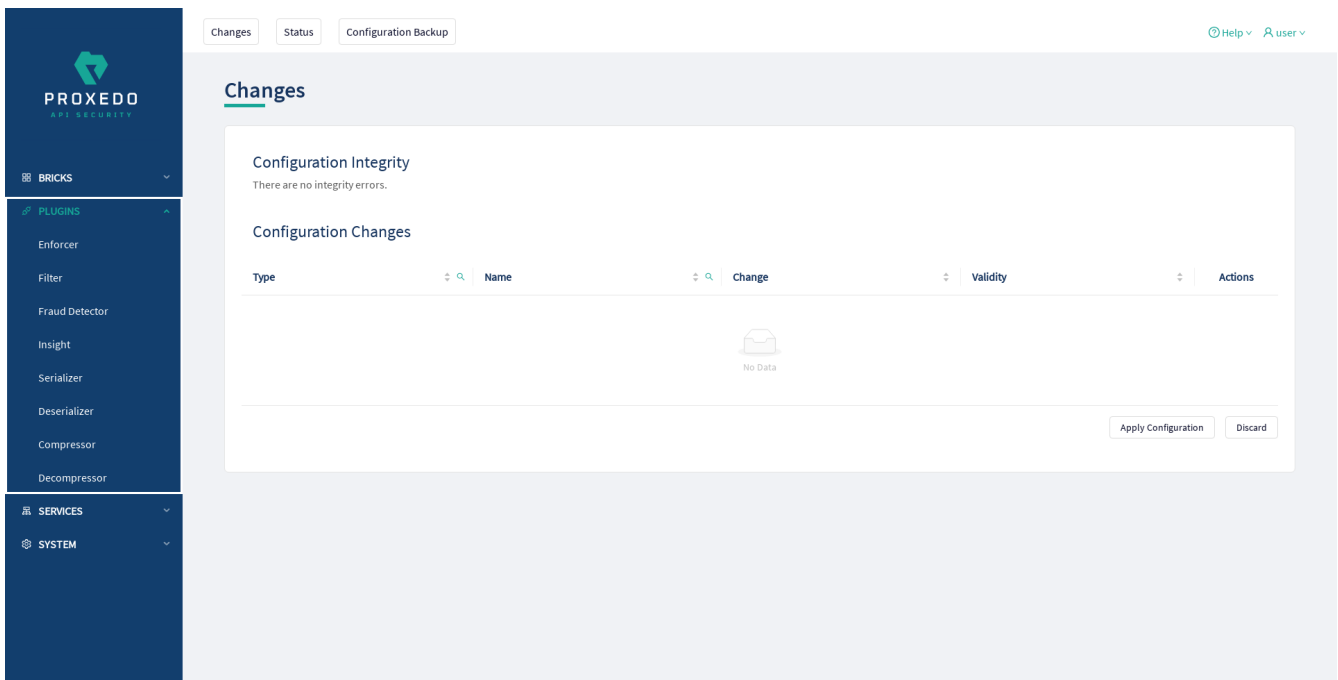 PROXEDO
API SECURITY
BRICKS
PLUGINS
Enforcer
Filter
Fraud Detector
Insight
Serializer
Deserializer
Compressor
Decompressor
SERVICES
SYSTEM
Changes Status Configuration Backup Help user
Changes
Configuration Integrity
There are no integrity errors.
Configuration Changes
Type Name Change Validity Actions
No Data
Apply Configuration Discard